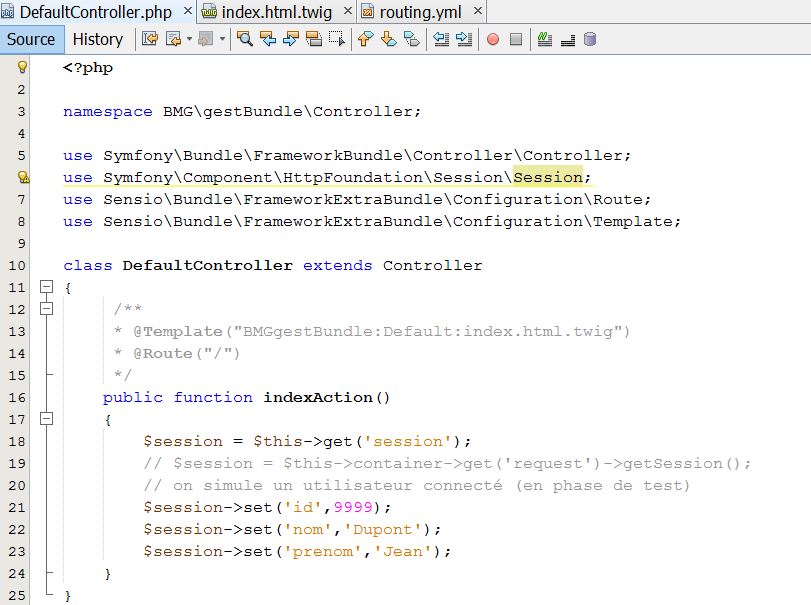 DefaultController.php × index.html.twig × routing.yml ×
Source History
<?php
2
3 namespace BMG\gestBundle\Controller;
4
5 use Symfony\Bundle\FrameworkBundle\Controller\Controller;
use Symfony\Component\HttpFoundation\Session\Session;
7 use Sensio\Bundle\FrameworkExtraBundle\Configuration\Route;
8 use Sensio\Bundle\FrameworkExtraBundle\Configuration\Template;
9
10 class DefaultController extends Controller
11 {
12 /**
13 * @Template("BMGgestBundle:Default:index.html.twig")
14 * @Route("/")
15 */
16 public function indexAction()
17 {
18 $session = $this->get('session');
19 // $session = $this->container->get('request')->getSession();
20 // on simule un utilisateur connecté (en phase de test)
21 $session->set('id',9999);
22 $session->set('nom','Dupont');
23 $session->set('prenom','Jean');
24 }
25 }